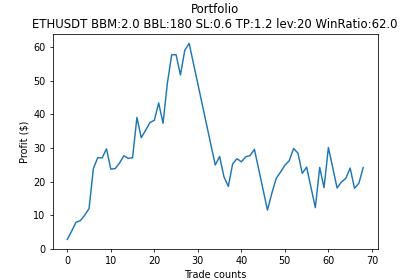 Portfolio
ETHUSDT BBM:2.0 BBL:180 SL:0.6 TP:1.2 lev:20 WinRatio:62.0
60
50
40
30
20
10
0
Profit ($)
0 10 20 30 40 50 60 70
Trade counts